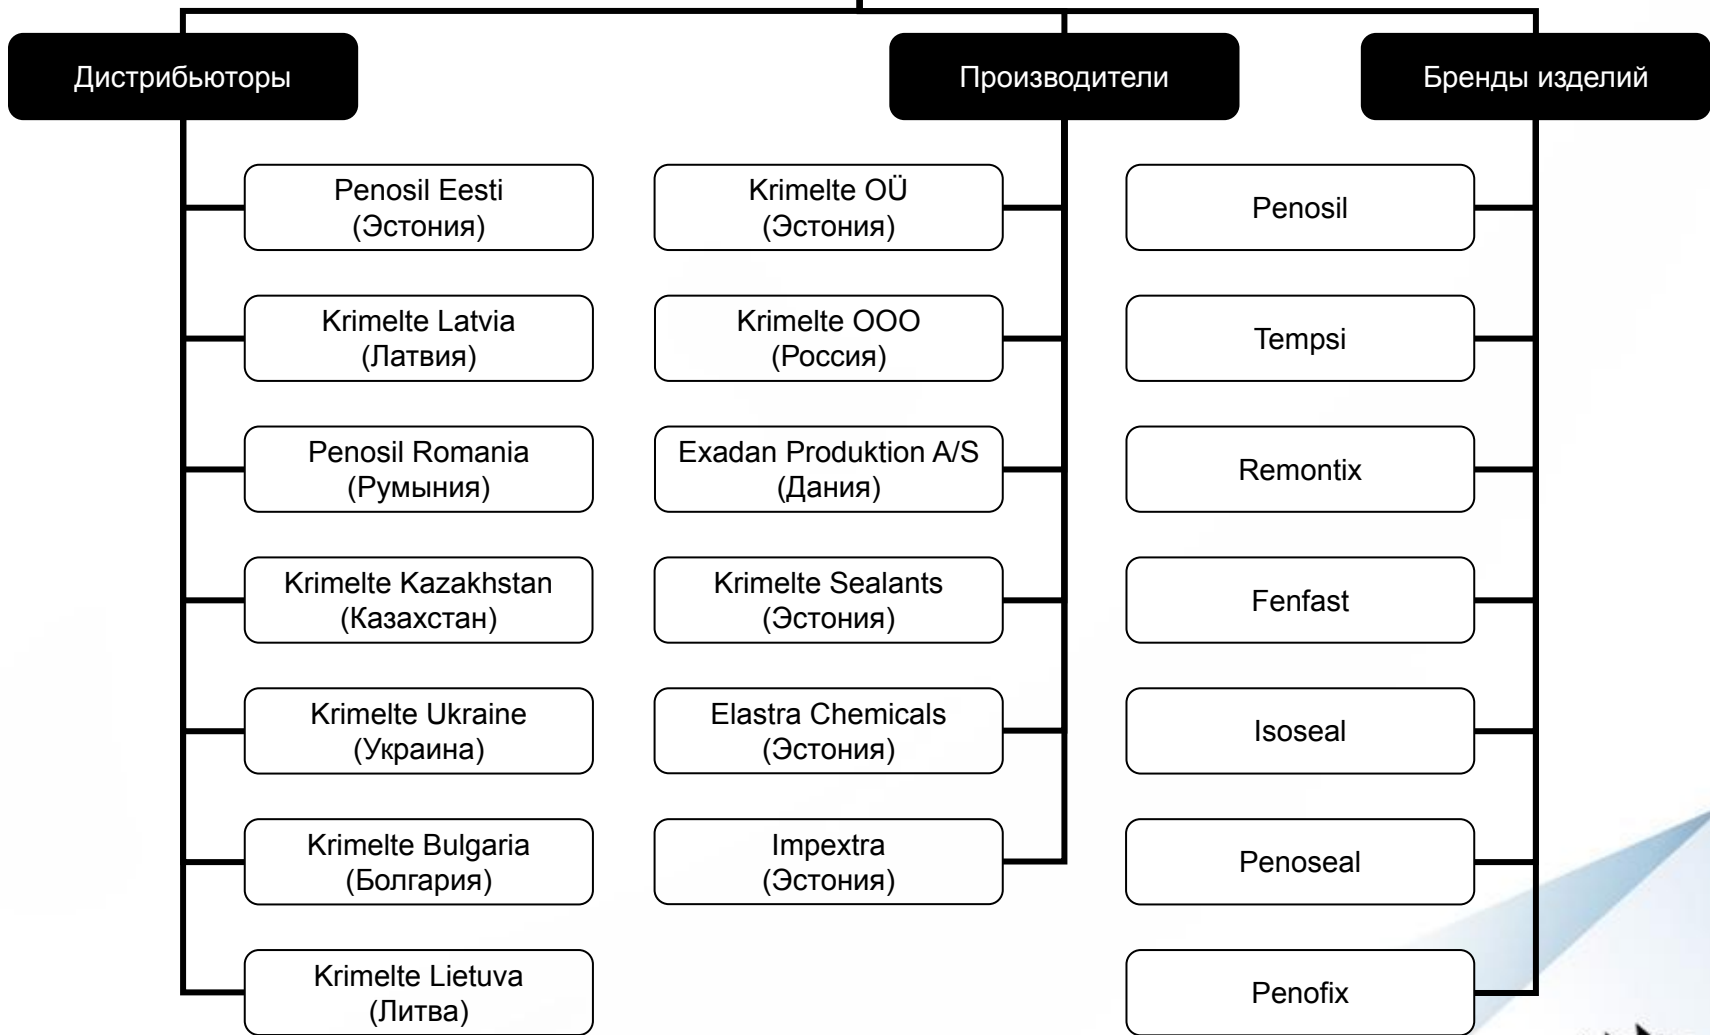 Дистрибьюторы
Penosil Eesti
(Эстония)
Krimelte Latvia
(Латвия)
Penosil Romania
(Румыния)
Krimelte Kazakhstan
(Казахстан)
Krimelte Ukraine
(Украина)
Krimelte Bulgaria
(Болгария)
Krimelte Lietuva
(Литва)
Производители
Krimelte OÜ
(Эстония)
Krimelte OOO
(Россия)
Exadan Produktion A/S
(Дания)
Krimelte Sealants
(Эстония)
Elastra Chemicals
(Эстония)
Impextra
(Эстония)
Бренды изделий
Penosil
Tempsi
Remontix
Fenfast
Isoseal
Penoseal
Penofix